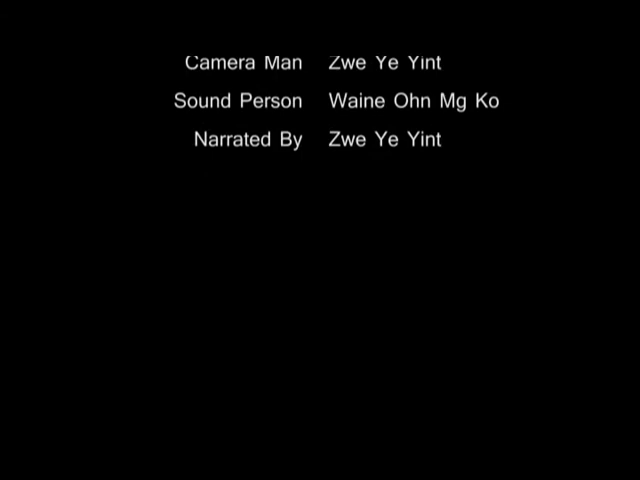 Camera Man Zwe Ye Yint
Sound Person Waine Ohn Mg Ko
Narrated By Zwe Ye Yint